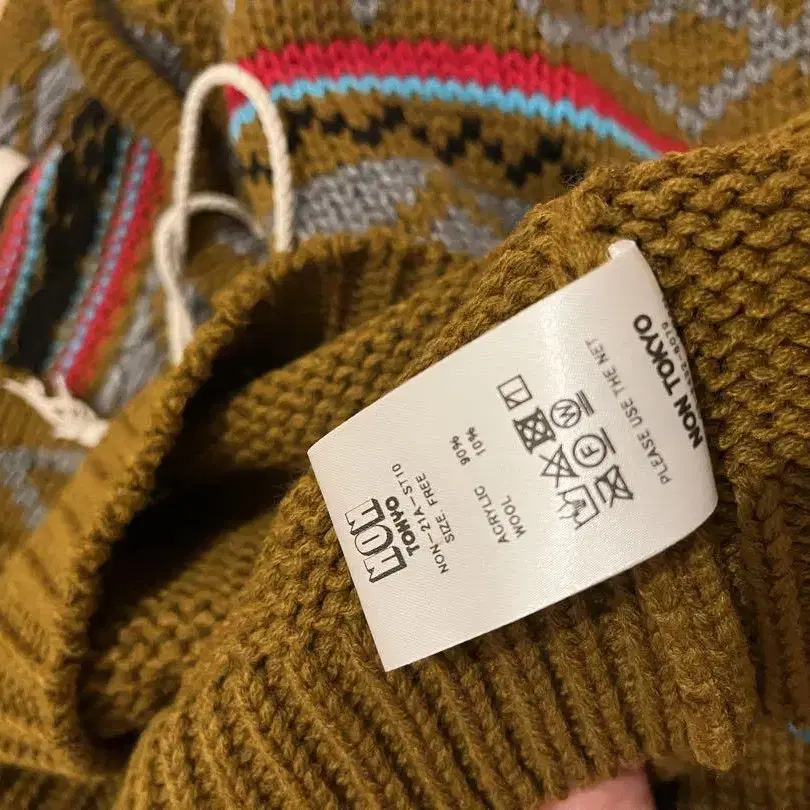 NON
TOKYO
NON-21A-ST10
SIZE. FREE
ACRYLIC 90%
WOOL 10%
W
F
PLEASE USE THE NET
NON TOKYO